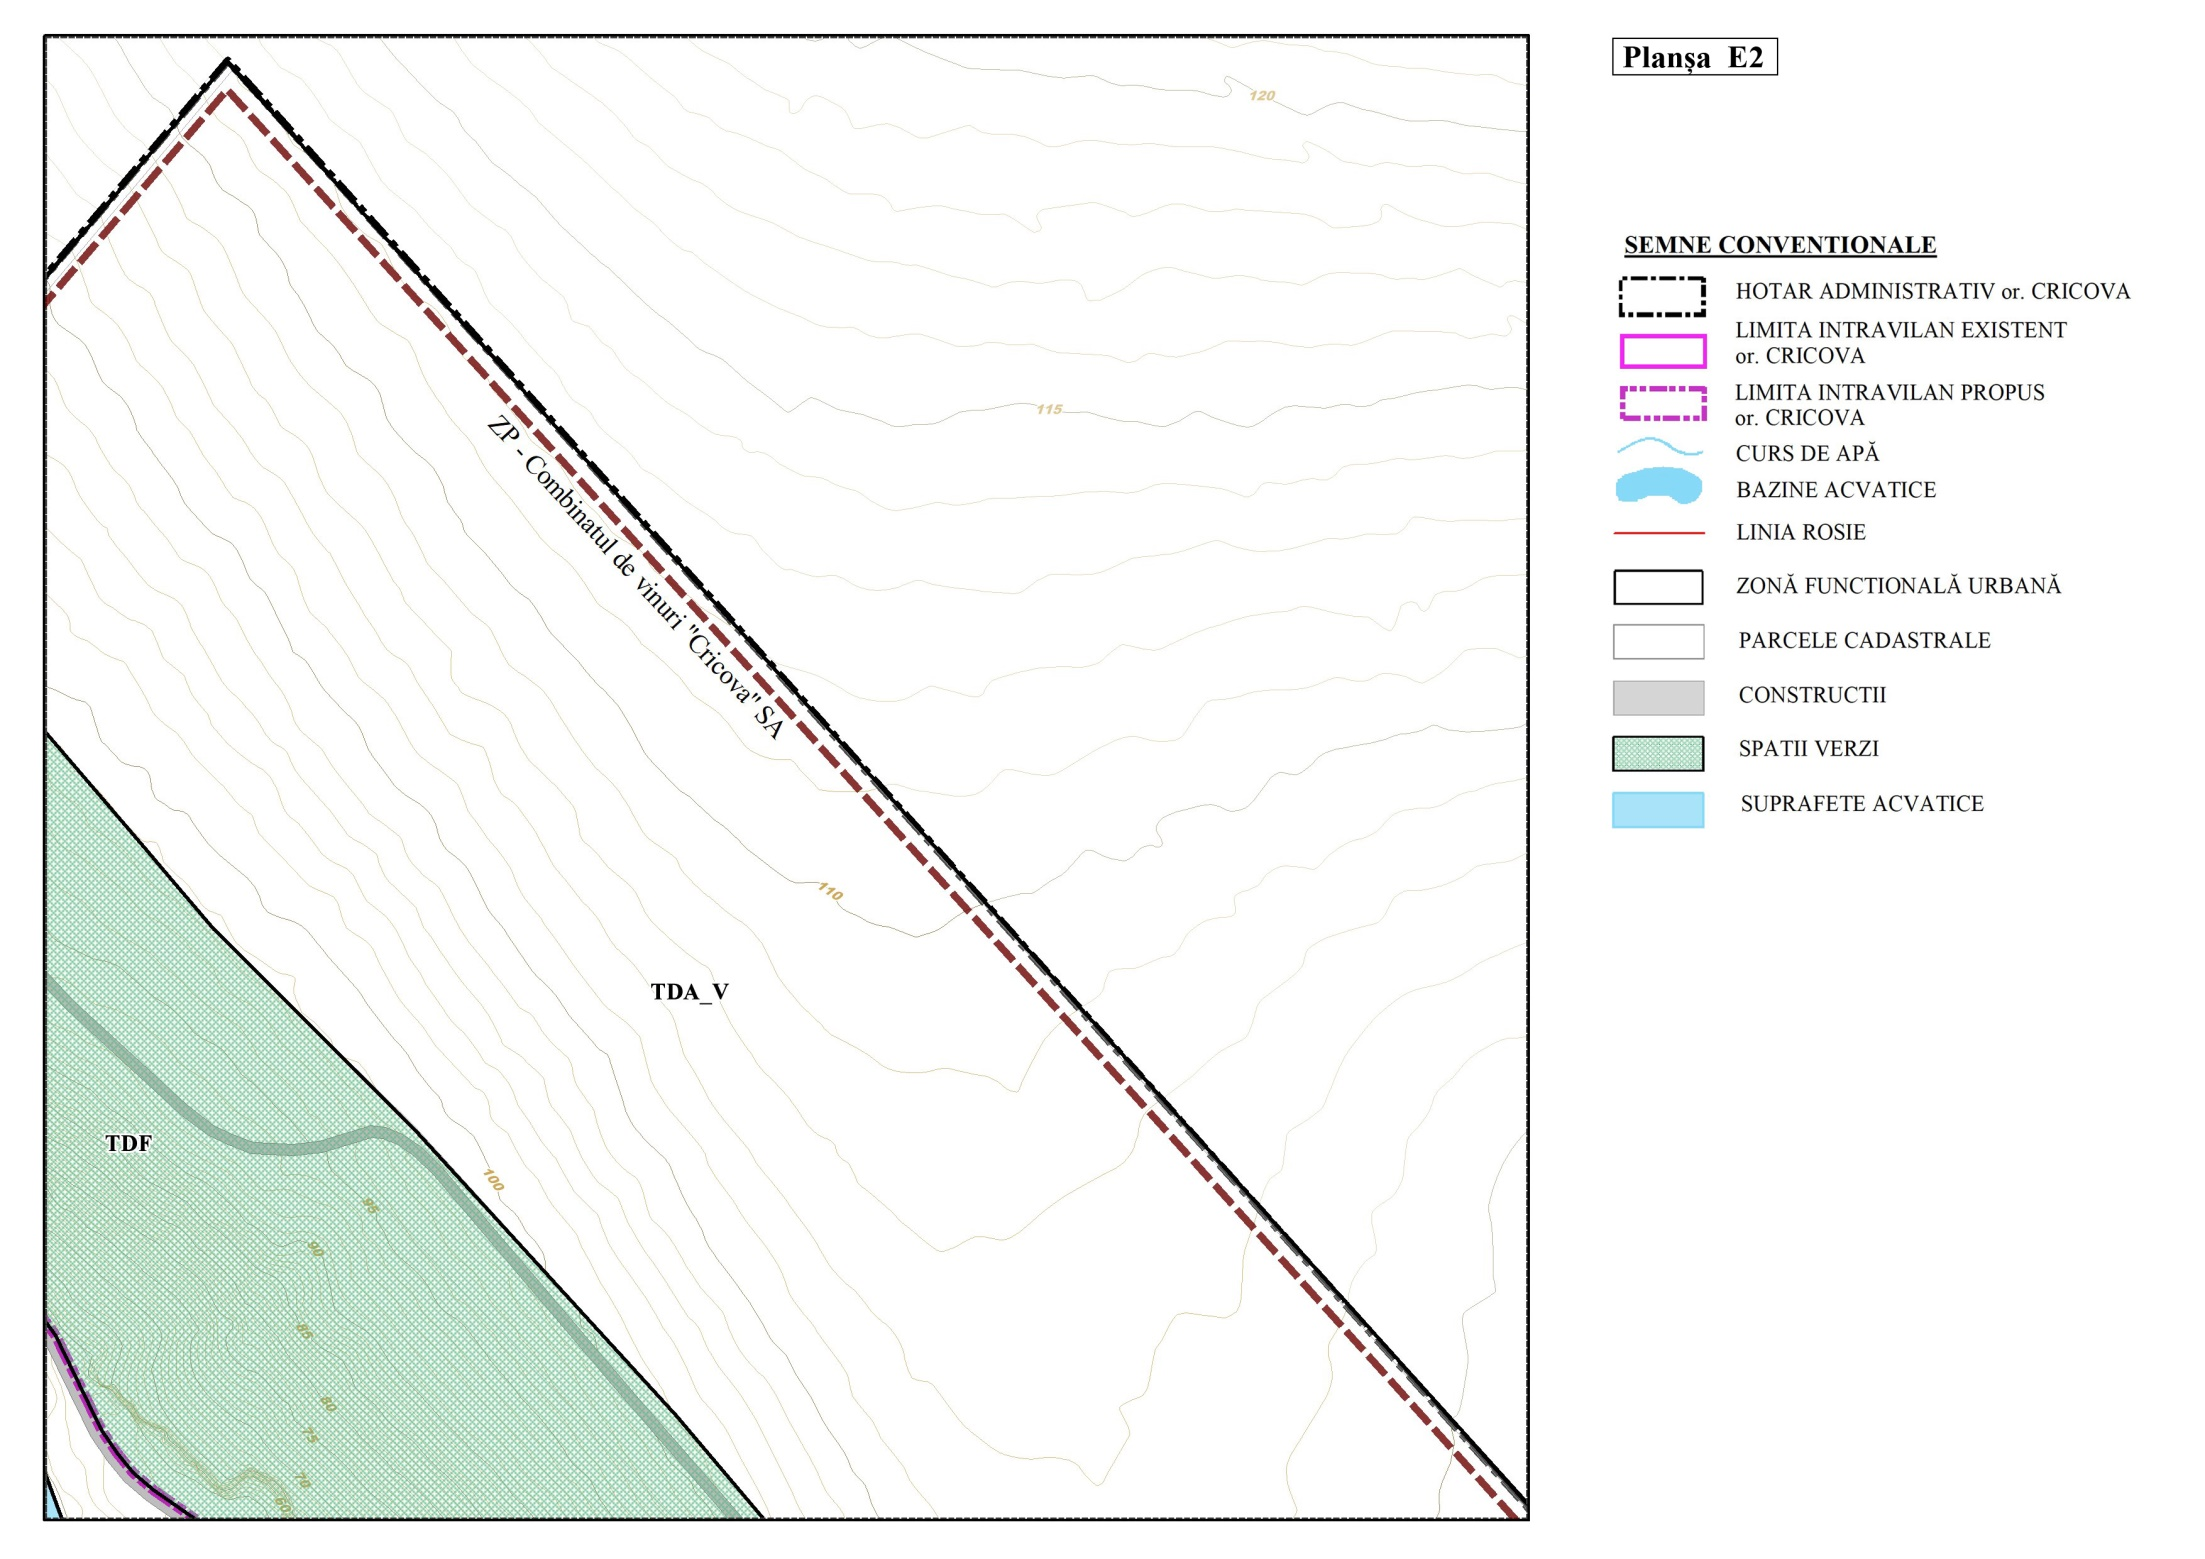 Planșa E2
SEMNE CONVENTIONALE
HOTAR ADMINISTRATIV or. CRICOVA
LIMITA INTRAVILAN EXISTENT
or. CRICOVA
LIMITA INTRAVILAN PROPUS
or. CRICOVA
CURS DE APĂ
BAZINE ACVATICE
LINIA ROSIE
ZONĂ FUNCTIONALĂ URBANĂ
PARCELE CADASTRALE
CONSTRUCTII
SPATII VERZI
SUPRAFETE ACVATICE
120
115
ZP - Combinatul de vinuri "Cricova" SA
110
TDA_V
TDF
100
95
90
85
80
75
70
60